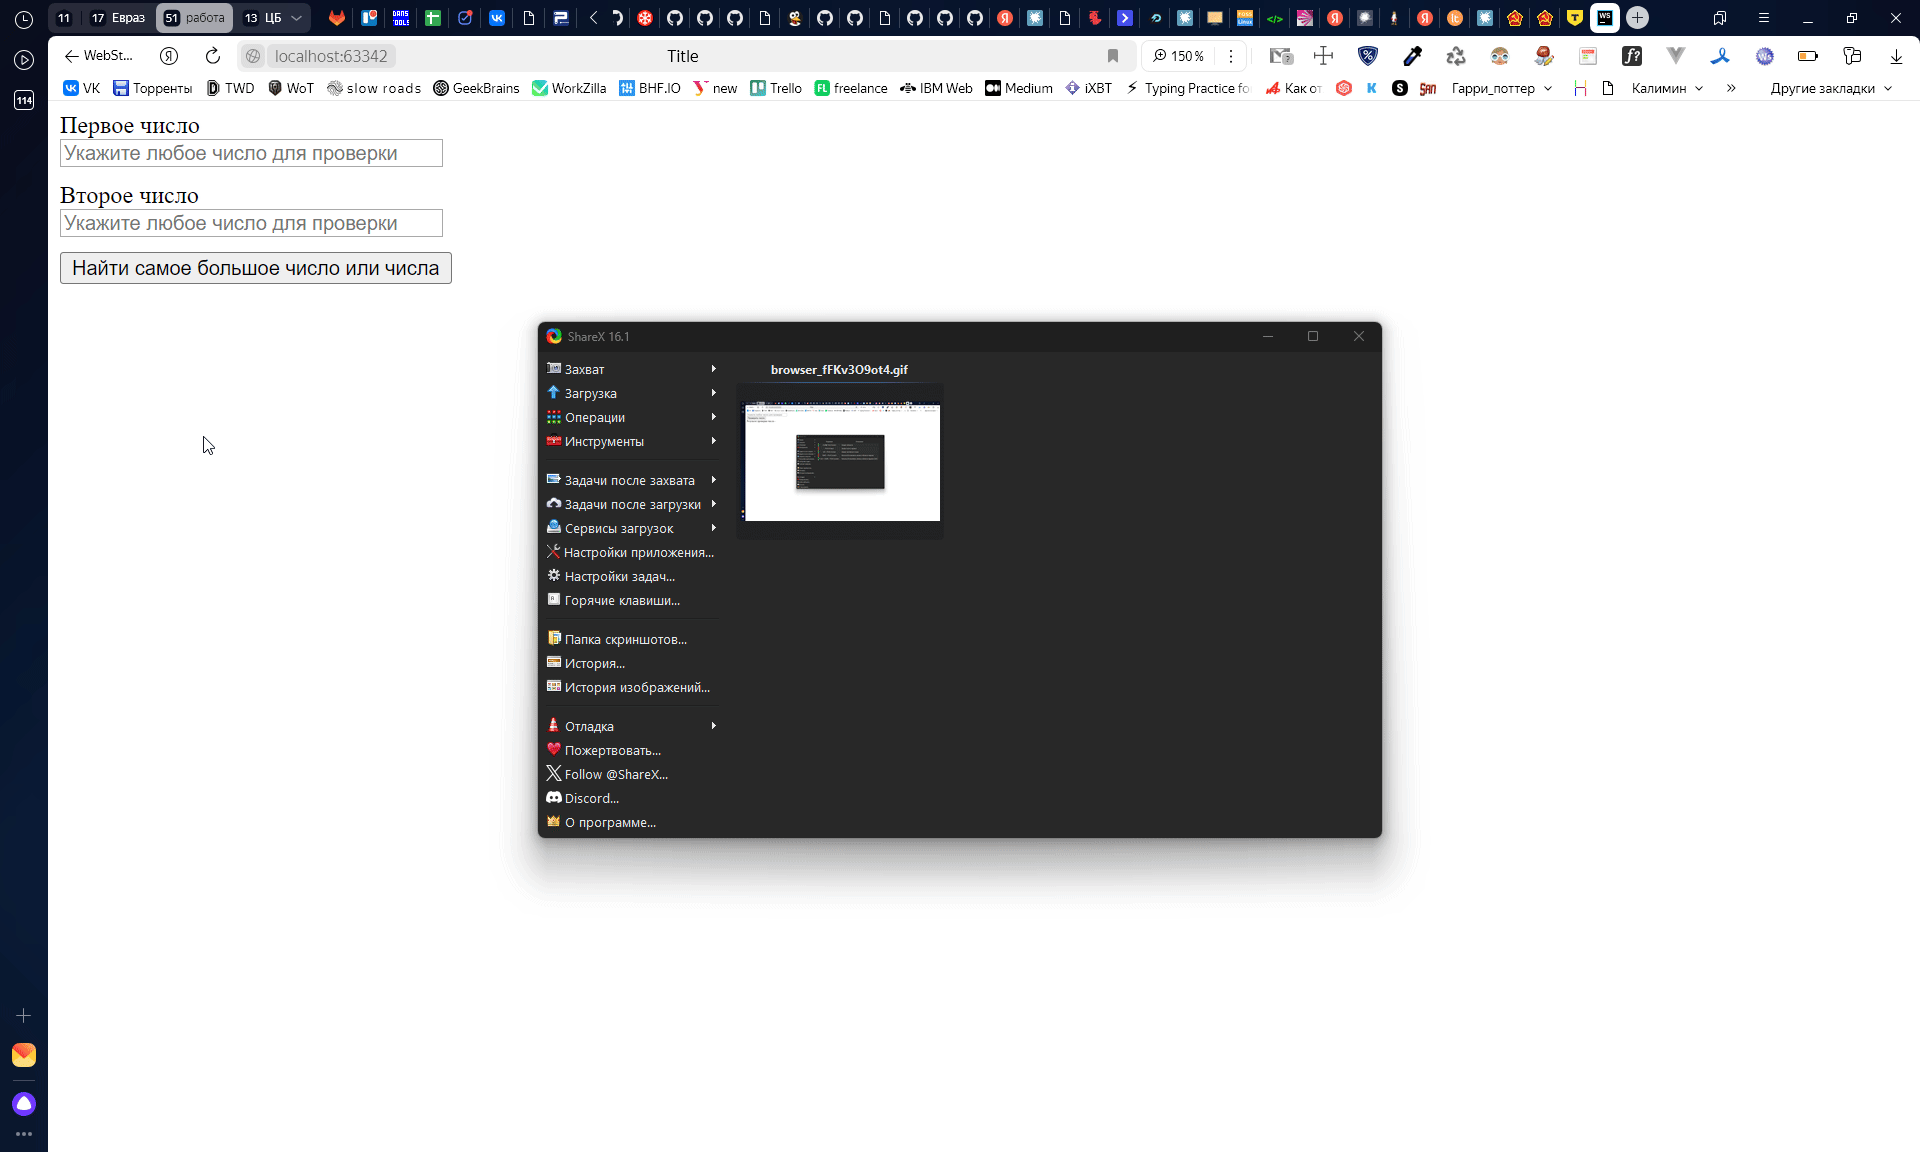 11 17 Евраз 51 работа 13 ЦБ
WebSt... localhost:63342 Title 150 %
VK Торренты TWD WoT slow roads GeekBrains WorkZilla BHF.IO new Trello freelance IBM Web Medium iXBT Typing Practice fo Как от Гарри_поттер Калимин » Другие закладки
114
Первое число
Укажите любое число для проверки
Второе число
Укажите любое число для проверки
Найти самое большое число или числа
ShareX 16.1
Захват
Загрузка
Операции
Инструменты
Задачи после захвата
Задачи после загрузки
Сервисы загрузок
Настройки приложения...
Настройки задач...
Горячие клавиши...
Папка скриншотов...
История...
История изображений...
Отладка
Пожертвовать...
Follow @ShareX...
Discord...
О программе...
browser_fFKv3O9ot4.gif